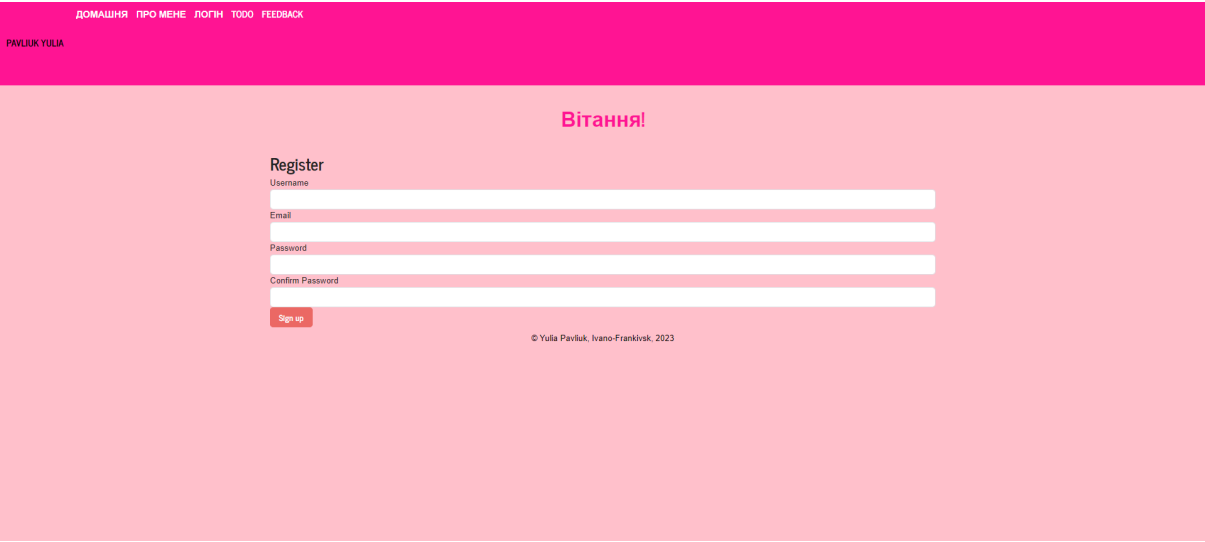 ДОМАШНЯ ПРО МЕНЕ ЛОГІН TODO FEEDBACK
PAVLIUK YULIA
Вітання!
Register
Username
Email
Password
Confirm Password
Sign up
© Yulia Pavliuk, Ivano-Frankivsk, 2023